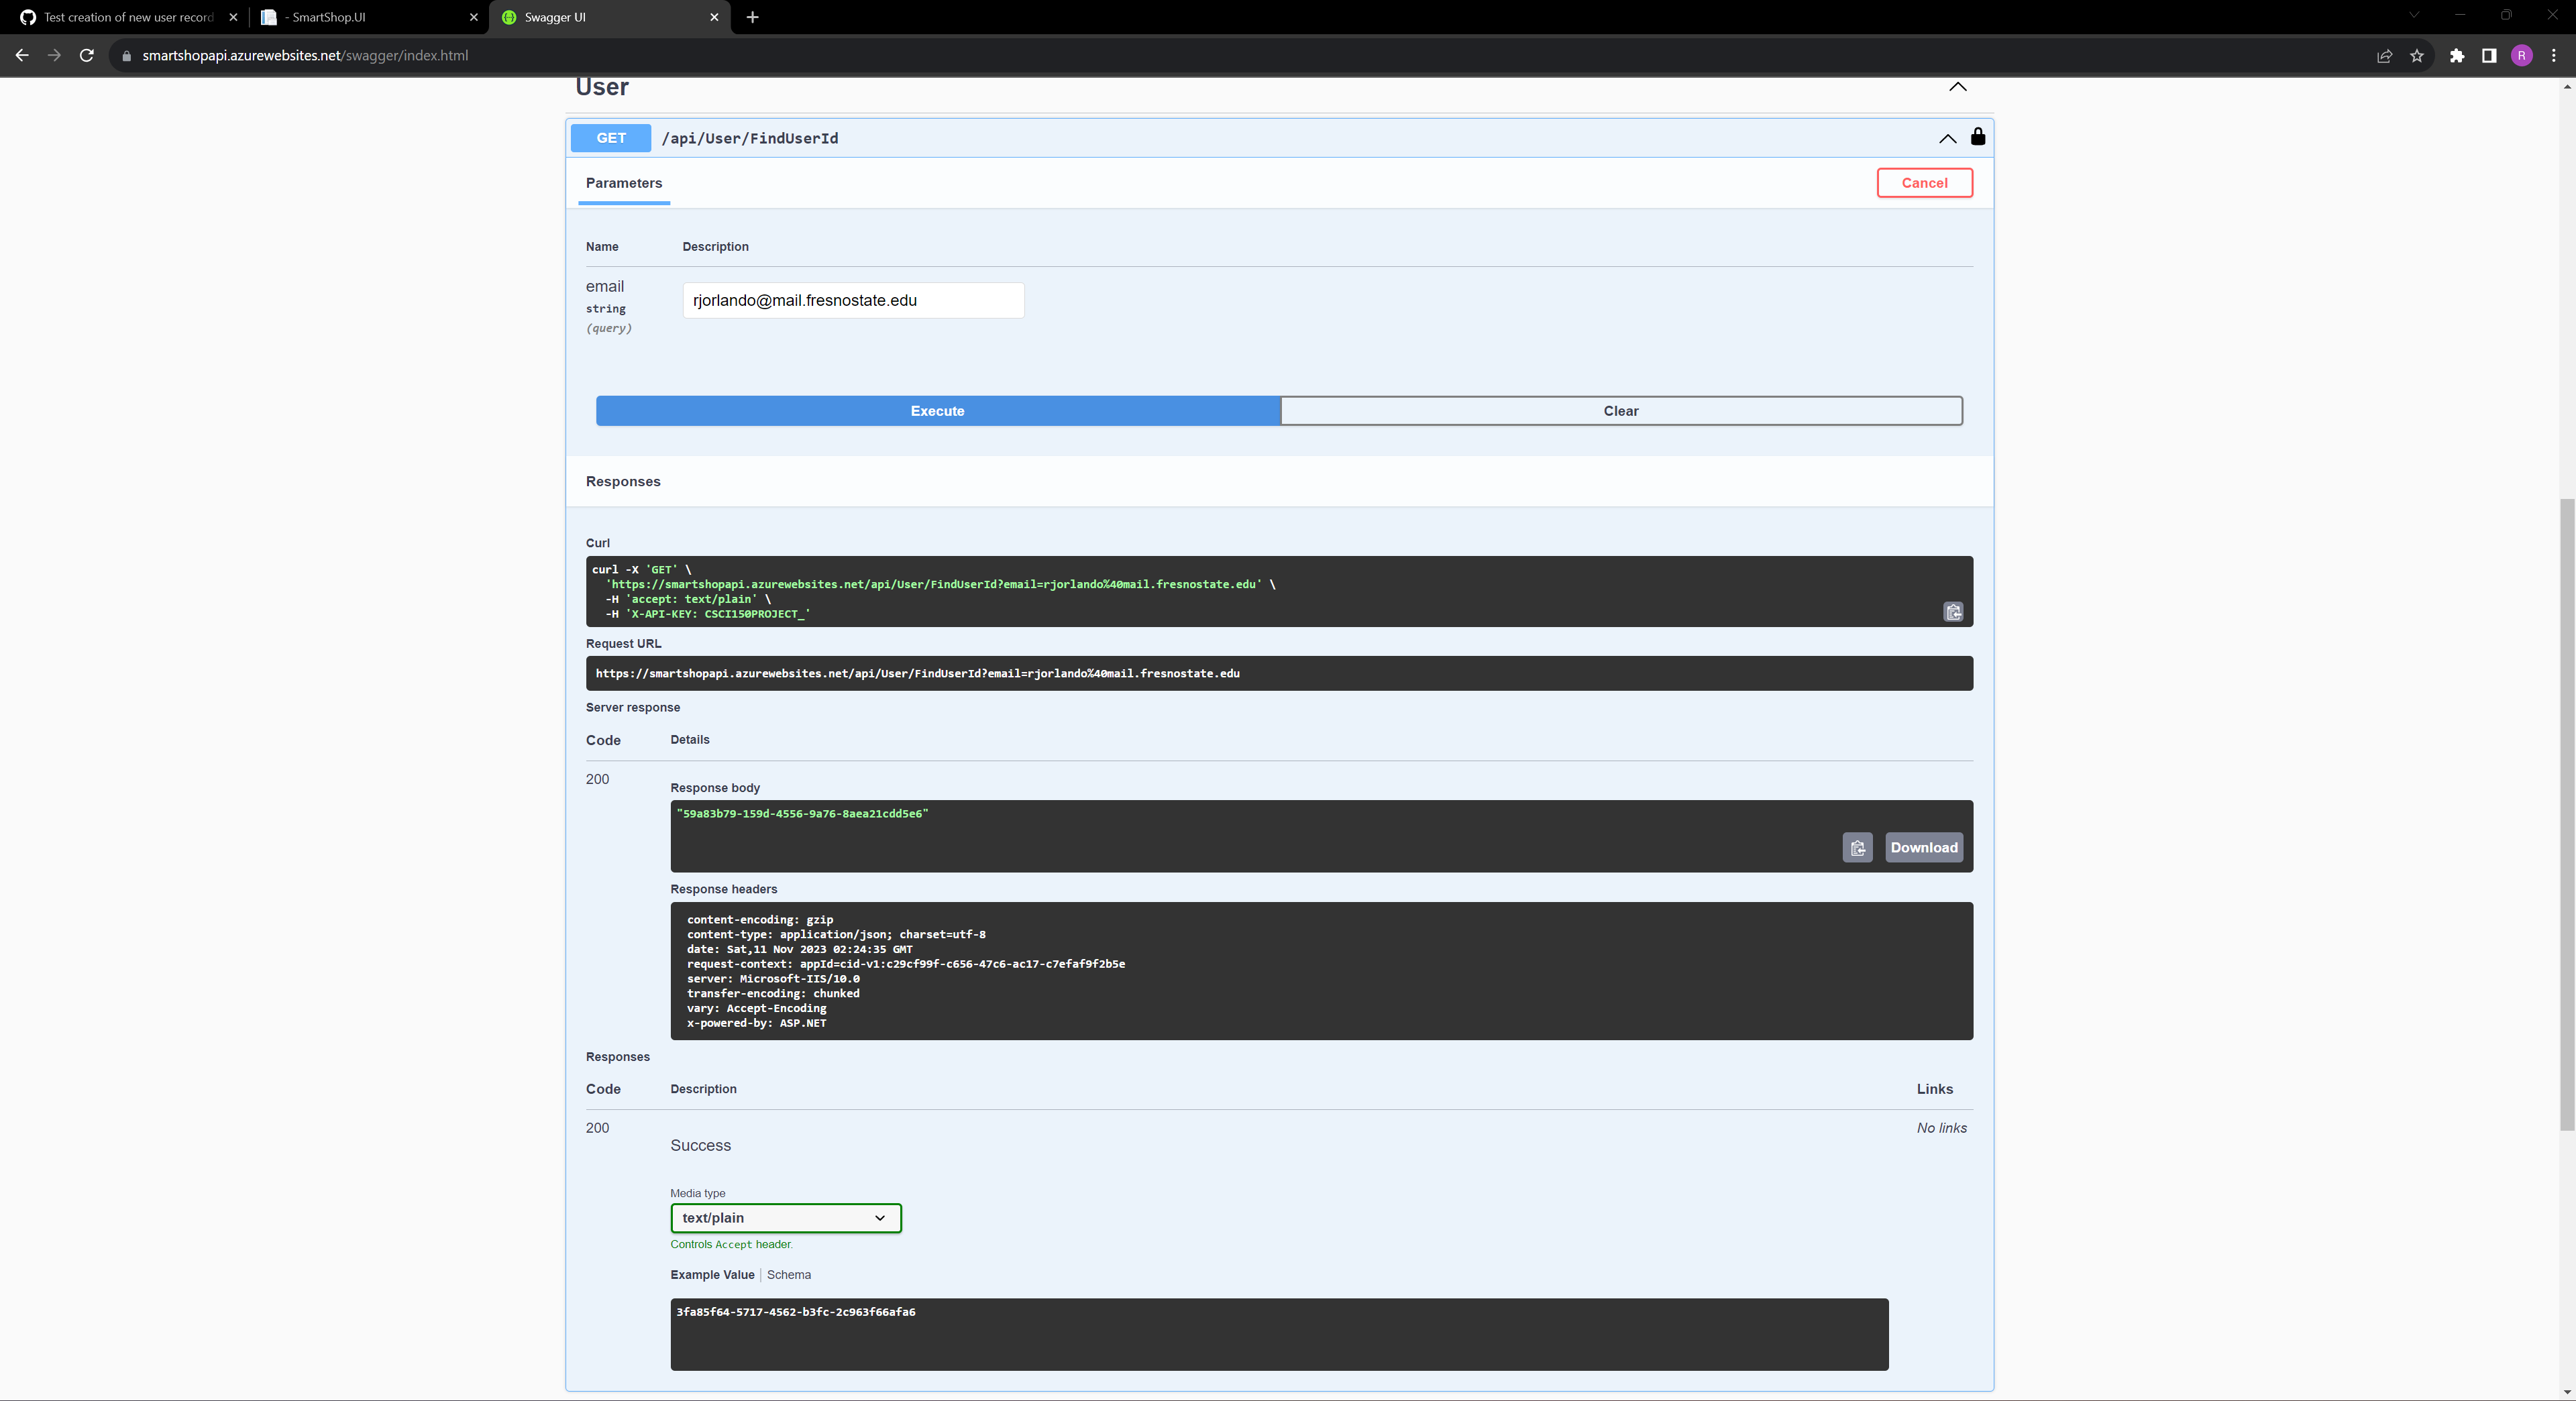 Test creation of new user record
- SmartShop.UI
Swagger UI
smartshopapi.azurewebsites.net/swagger/index.html
R
User
GET /api/User/FindUserId
Parameters
Cancel
Name Description
email
string
(query)
rjorlando@mail.fresnostate.edu
Execute
Clear
Responses
Curl
curl -X 'GET' \
'https://smartshopapi.azurewebsites.net/api/User/FindUserId?email=rjorlando%40mail.fresnostate.edu' \
-H 'accept: text/plain' \
-H 'X-API-KEY: CSCI150PROJECT_'
Request URL
https://smartshopapi.azurewebsites.net/api/User/FindUserId?email=rjorlando%40mail.fresnostate.edu
Server response
Code Details
200
Response body
"59a83b79-159d-4556-9a76-8aea21cdd5e6"
Download
Response headers
content-encoding: gzip
content-type: application/json; charset=utf-8
date: Sat,11 Nov 2023 02:24:35 GMT
request-context: appId=cid-v1:c29cf99f-c656-47c6-ac17-c7efaf9f2b5e
server: Microsoft-IIS/10.0
transfer-encoding: chunked
vary: Accept-Encoding
x-powered-by: ASP.NET
Responses
Code Description Links
200
No links
Success
Media type
text/plain
Controls Accept header.
Example Value Schema
3fa85f64-5717-4562-b3fc-2c963f66afa6